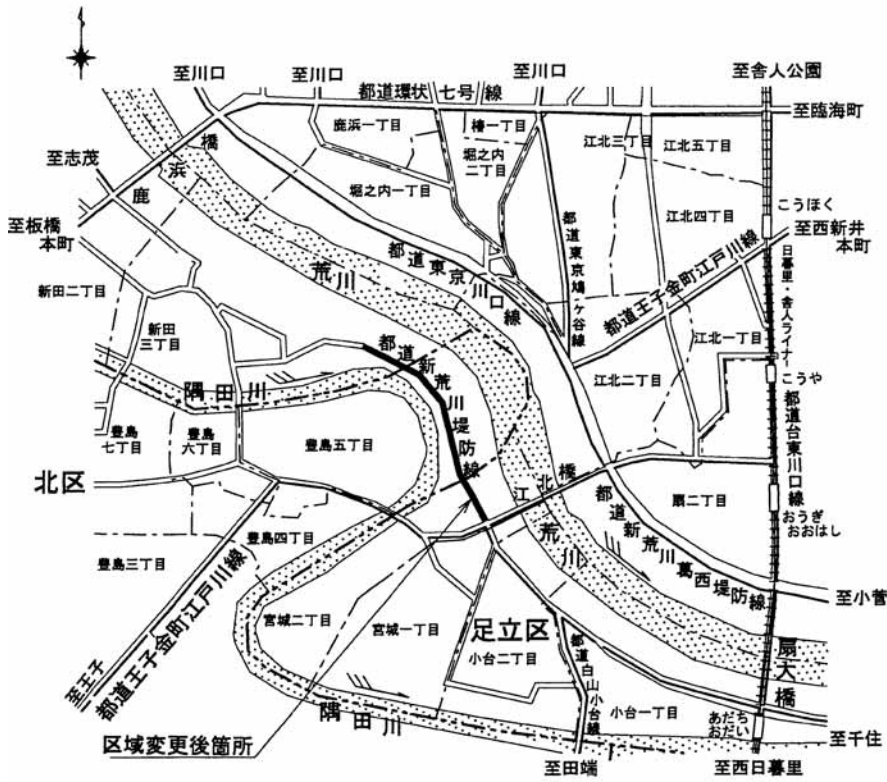 至川口
至川口
至川口
至舎人公園
都道環状七号線
至臨海町
鹿浜橋
鹿浜一丁目
椿一丁目
堀之内二丁目
堀之内一丁目
江北三丁目
江北五丁目
江北四丁目
至志茂
至板橋本町
こうほく
至西新井本町
新田二丁目
新田三丁目
荒川
都道東京川口線
都道東京鳩ヶ谷線
都道王子金町江戸川線
日暮里・舎人ライナー
江北一丁目
江北二丁目
こうや
都道台東川口線
都道新荒川堤防線
隅田川
豊島七丁目
豊島六丁目
豊島五丁目
北区
江北橋
荒川
扇二丁目
おうぎおおはし
都道新荒川葛西堤防線
至小菅
豊島三丁目
豊島四丁目
都道王子金町江戸川線
至王子
宮城二丁目
宮城一丁目
足立区
小台二丁目
都道白山小台線
小台一丁目
扇大橋
あだちおだい
至千住
隅田川
区域変更後箇所
至田端
至西日暮里